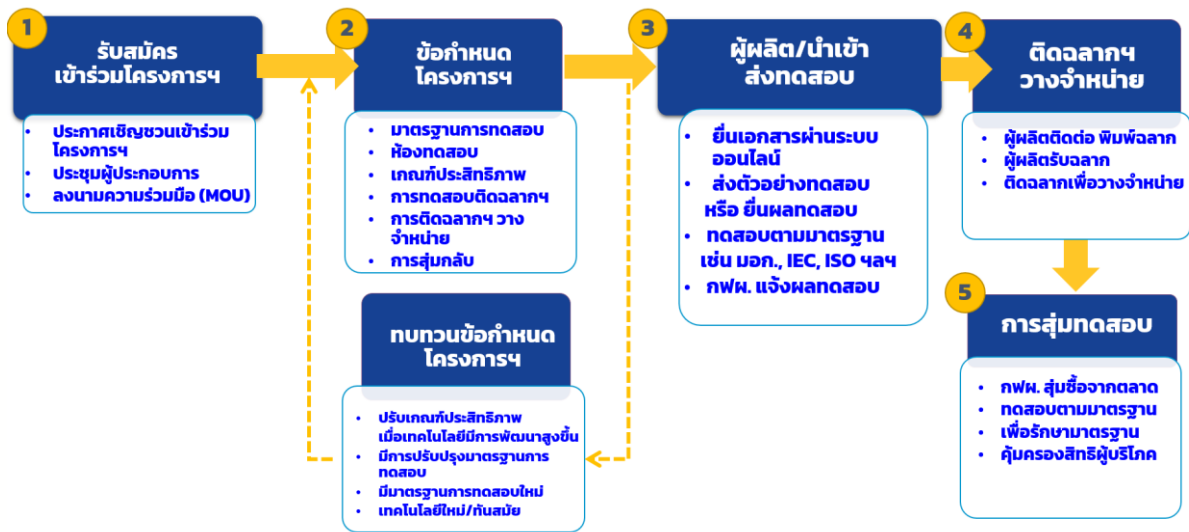 1
รับสมัคร
เข้าร่วมโครงการฯ
• ประกาศเชิญชวนเข้าร่วม
โครงการฯ
• ประชุมผู้ประกอบการ
• ลงนามความร่วมมือ (MOU)
2
ข้อกำหนด
โครงการฯ
• มาตรฐานการทดสอบ
• ห้องทดสอบ
• เกณฑ์ประสิทธิภาพ
• การทดสอบติดฉลากฯ
• การติดฉลากฯ วาง
จำหน่าย
• การสุ่มกลับ
ทบทวนข้อกำหนด
โครงการฯ
• ปรับเกณฑ์ประสิทธิภาพ
เมื่อเทคโนโลยีมีการพัฒนาสูงขึ้น
• มีการปรับปรุงมาตรฐานการ
ทดสอบ
• มีมาตรฐานการทดสอบใหม่
• เทคโนโลยีใหม่/ทันสมัย
3
ผู้ผลิต/นำเข้า
ส่งทดสอบ
• ยื่นเอกสารผ่านระบบ
ออนไลน์
• ส่งตัวอย่างทดสอบ
หรือ ยื่นผลทดสอบ
• ทดสอบตามมาตรฐาน
เช่น มอก., IEC, ISO ฯลฯ
• กฟผ. แจ้งผลทดสอบ
4
ติดฉลากฯ
วางจำหน่าย
• ผู้ผลิตติดต่อ พิมพ์ฉลาก
• ผู้ผลิตรับฉลาก
• ติดฉลากเพื่อวางจำหน่าย
5
การสุ่มทดสอบ
• กฟผ. สุ่มซื้อจากตลาด
• ทดสอบตามมาตรฐาน
• เพื่อรักษามาตรฐาน
• คุ้มครองสิทธิผู้บริโภค